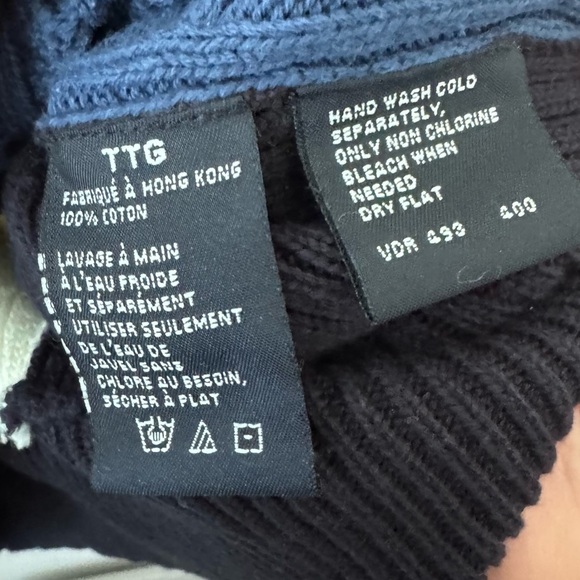 TTG
FABRIQUÉ À HONG KONG
100% COTON
LAVAGE À MAIN
À L'EAU FROIDE
ET SÉPARÉMENT
UTILISER SEULEMENT
DE L'EAU DE
JAVEL SANS
CHLORE AU BESOIN,
SÉCHER À PLAT
HAND WASH COLD
SEPARATELY,
ONLY NON CHLORINE
BLEACH WHEN
NEEDED
DRY FLAT
VDR 493 400